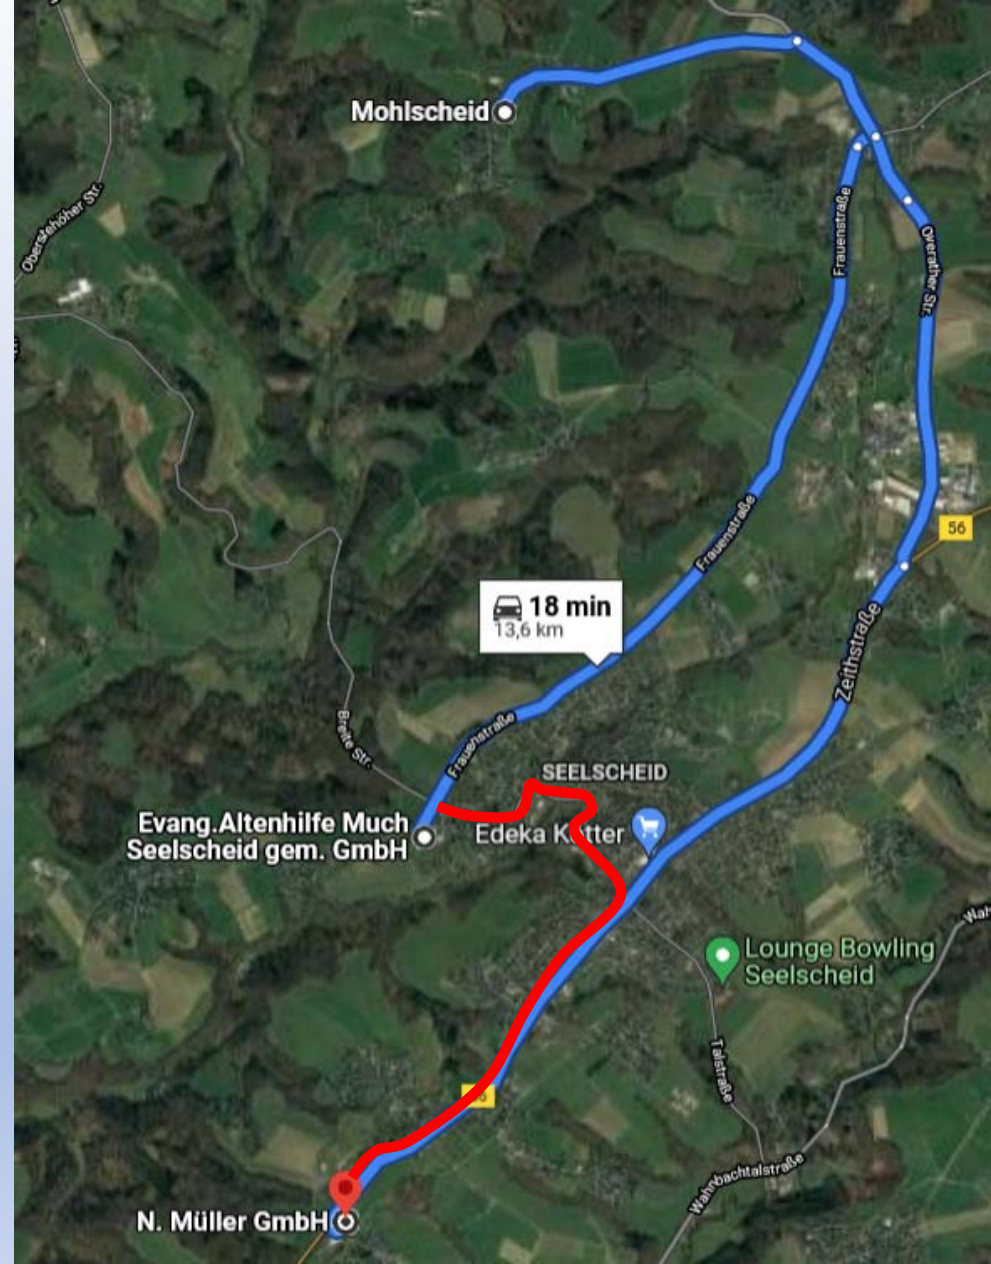 Mohlscheid
Oberstehöher Str.
Frauenstraße
Overather Str.
Frauenstraße
56
18 min
13,6 km
Zeithstraße
Breite Str.
Frauenstraße
SEELSCHEID
Evang.Altenhilfe Much
Seelscheid gem. GmbH
Edeka
Lounge Bowling
Seelscheid
Talstraße
Wahnbachtalstraße
N. Müller GmbH